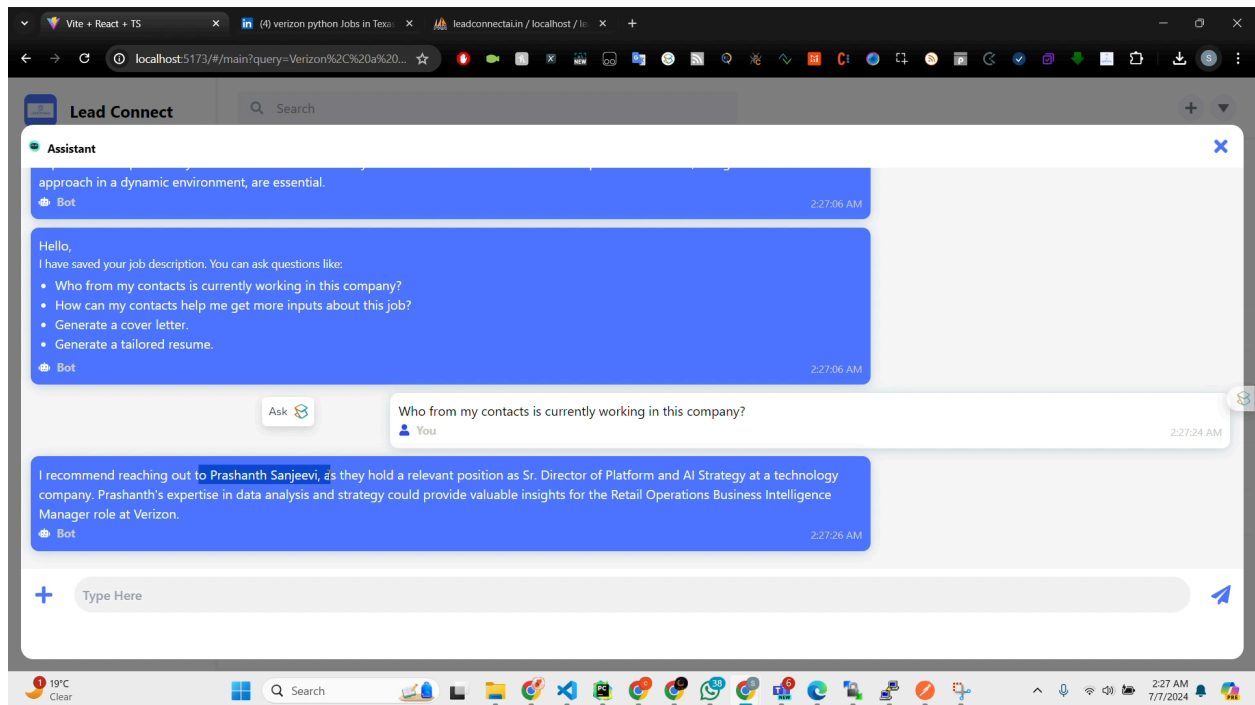 Vite + React + TS
(4) verizon python Jobs in Texas
leadconnectai.in / localhost / le
localhost:5173/#/main?query=Verizon%2C%20a%20...
Lead Connect
Search
Assistant
approach in a dynamic environment, are essential.
Bot
2:27:06 AM
Hello,
I have saved your job description. You can ask questions like:
• Who from my contacts is currently working in this company?
• How can my contacts help me get more inputs about this job?
• Generate a cover letter.
• Generate a tailored resume.
Bot
2:27:06 AM
Ask
Who from my contacts is currently working in this company?
You
2:27:24 AM
I recommend reaching out to Prashanth Sanjeevi, as they hold a relevant position as Sr. Director of Platform and AI Strategy at a technology
company. Prashanth's expertise in data analysis and strategy could provide valuable insights for the Retail Operations Business Intelligence
Manager role at Verizon.
Bot
2:27:26 AM
Type Here
19°C
Clear
Search
2:27 AM
7/7/2024